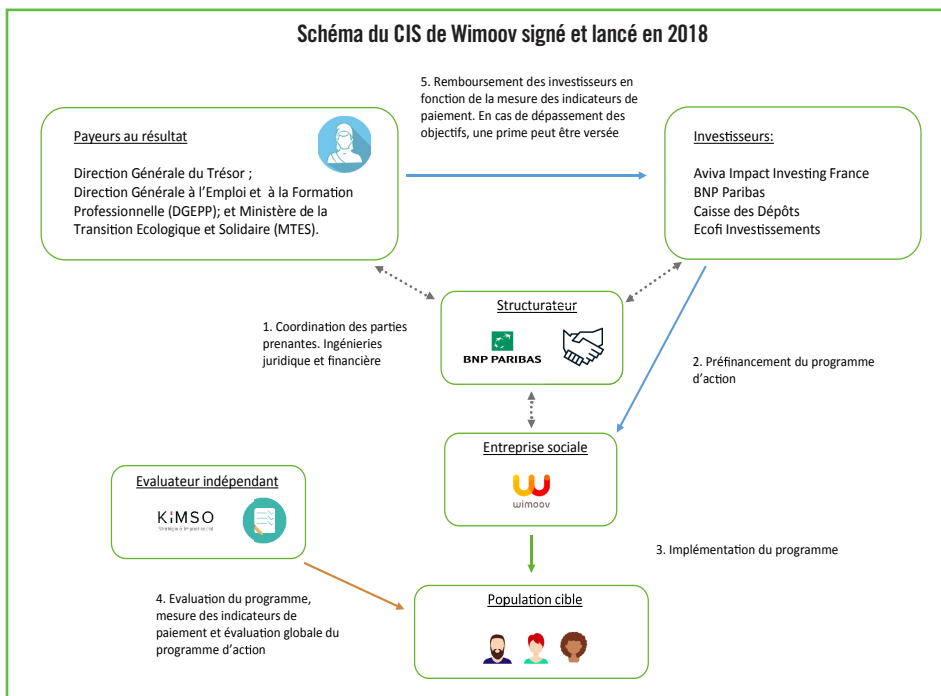 Schéma du CIS de Wimoov signé et lancé en 2018
5. Remboursement des investisseurs en
fonction de la mesure des indicateurs de
paiement. En cas de dépassement des
objectifs, une prime peut être versée
Payeurs au résultat
Direction Générale du Trésor ;
Direction Générale à l'Emploi et à la Formation
Professionnelle (DGEPP); et Ministère de la
Transition Ecologique et Solidaire (MTES).
Investisseurs:
Aviva Impact Investing France
BNP Paribas
Caisse des Dépôts
Ecofi Investissements
Structurateur
BNP PARIBAS
1. Coordination des parties
prenantes. Ingénieries
juridique et financière
2. Préfinancement du programme
d'action
Entreprise sociale
wimoov
Evaluateur indépendant
KiMSO
Stratégie & Impact social
3. Implémentation du programme
4. Evaluation du programme,
mesure des indicateurs de
paiement et évaluation globale du
programme d'action
Population cible